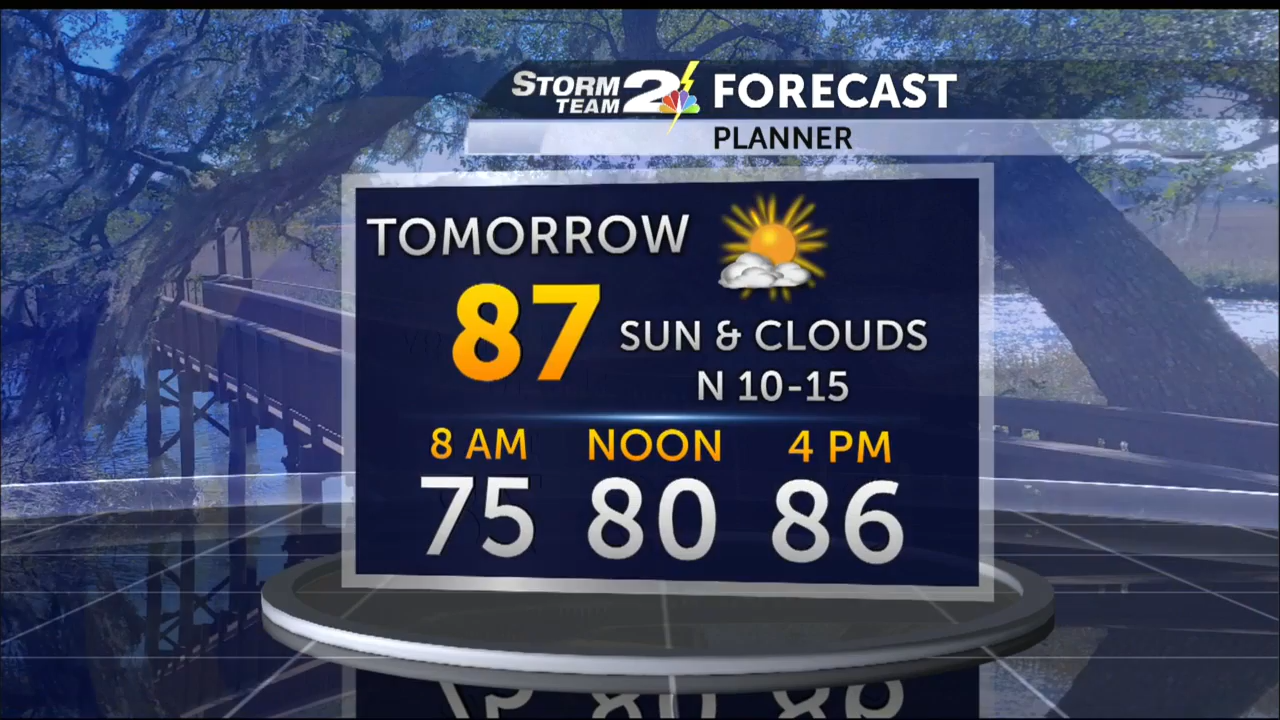 STORM TEAM 2 FORECAST
PLANNER
TOMORROW
87
SUN & CLOUDS
N 10-15
8 AM NOON 4 PM
75 80 86